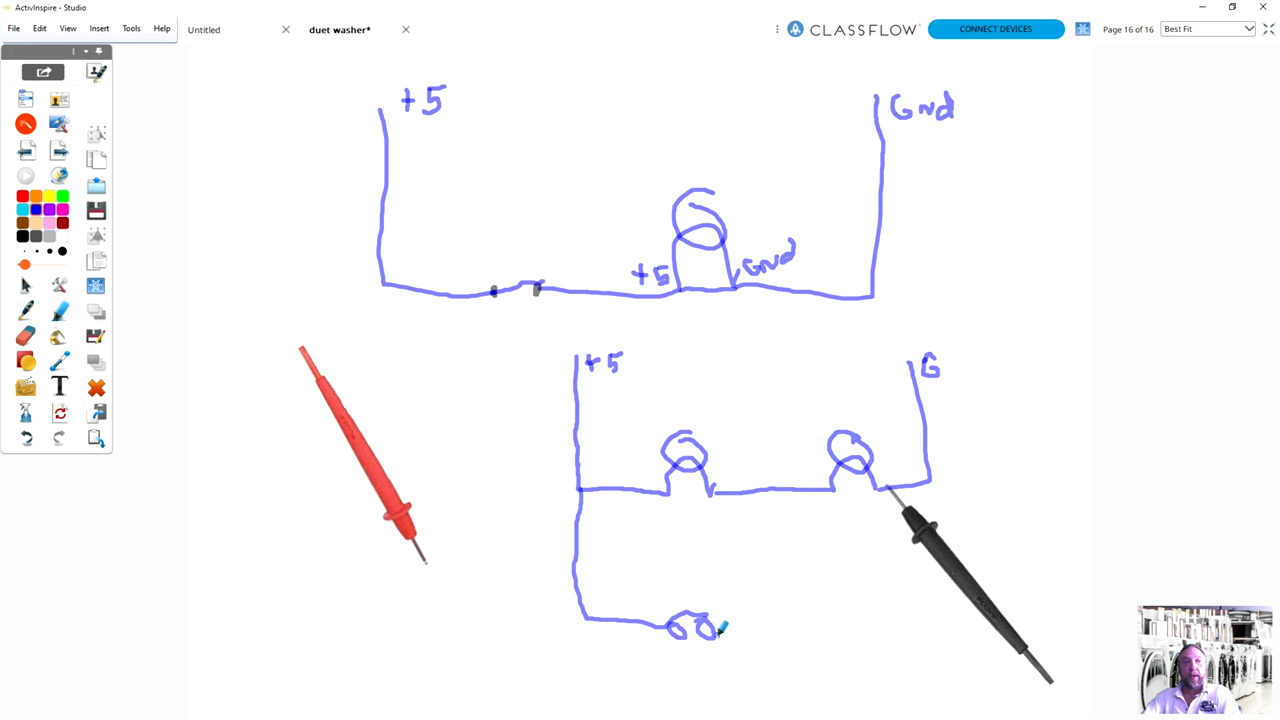 ActivInspire - Studio
File Edit View Insert Tools Help
Untitled
duet washer*
CLASSFLOW
CONNECT DEVICES
Page 16 of 16
Best Fit
+5
Gnd
+5
Gnd
+5
G
T